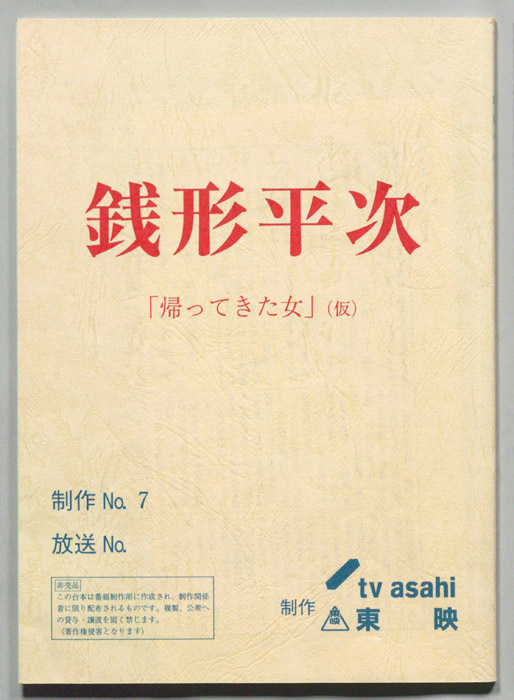 銭形平次
「帰ってきた女」(仮)
制作 No. 7
放送 No.
非売品
この台本は番組制作用に作成され、制作関係
者に限り配布されるものです。複製、公衆へ
の貸与・譲渡を固く禁じます。
(著作権侵害となります)
tv asahi
制作 東映 東映